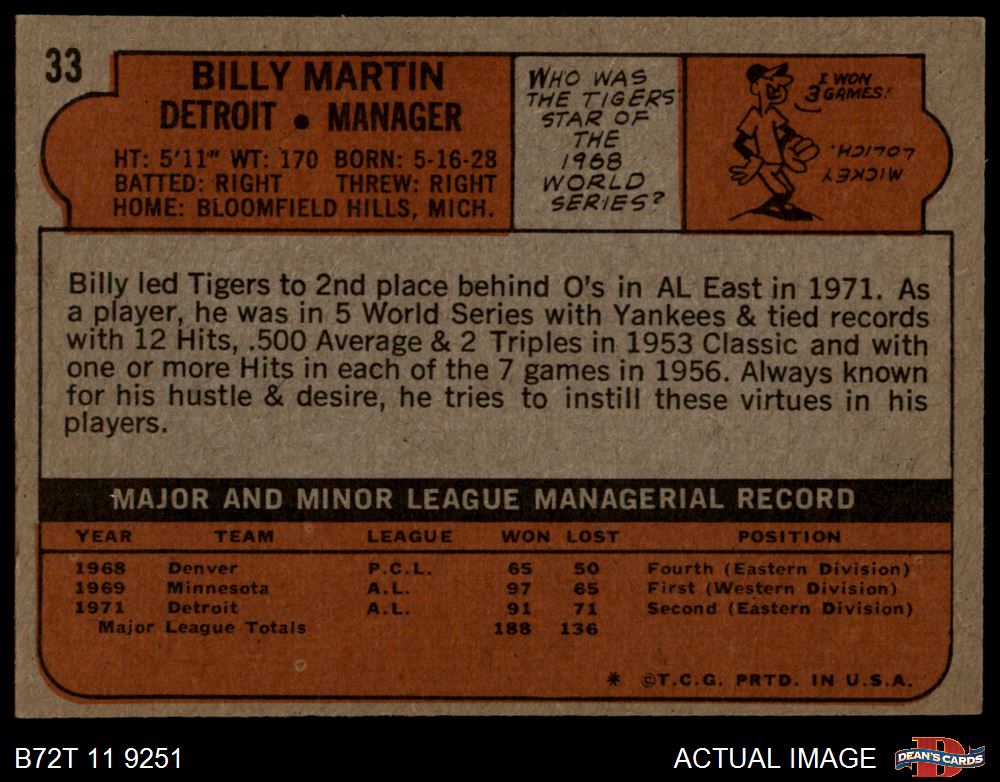 33
BILLY MARTIN
DETROIT • MANAGER
HT: 5'11" WT: 170 BORN: 5-16-28
BATTED: RIGHT THREW: RIGHT
HOME: BLOOMFIELD HILLS, MICH.
WHO WAS
THE TIGERS'
STAR OF
THE
1968
WORLD
SERIES?
I WON
3 GAMES!
MICKEY
LOLICH.
Billy led Tigers to 2nd place behind O's in AL East in 1971. As
a player, he was in 5 World Series with Yankees & tied records
with 12 Hits, .500 Average & 2 Triples in 1953 Classic and with
one or more Hits in each of the 7 games in 1956. Always known
for his hustle & desire, he tries to instill these virtues in his
players.
MAJOR AND MINOR LEAGUE MANAGERIAL RECORD
YEAR TEAM LEAGUE WON LOST POSITION
1968 Denver P.C.L. 65 50 Fourth (Eastern Division)
1969 Minnesota A.L. 97 65 First (Western Division)
1971 Detroit A.L. 91 71 Second (Eastern Division)
Major League Totals 188 136
* ©T.C.G. PRTD. IN U.S.A.
B72T 11 9251
ACTUAL IMAGE
D
DEAN'S CARDS